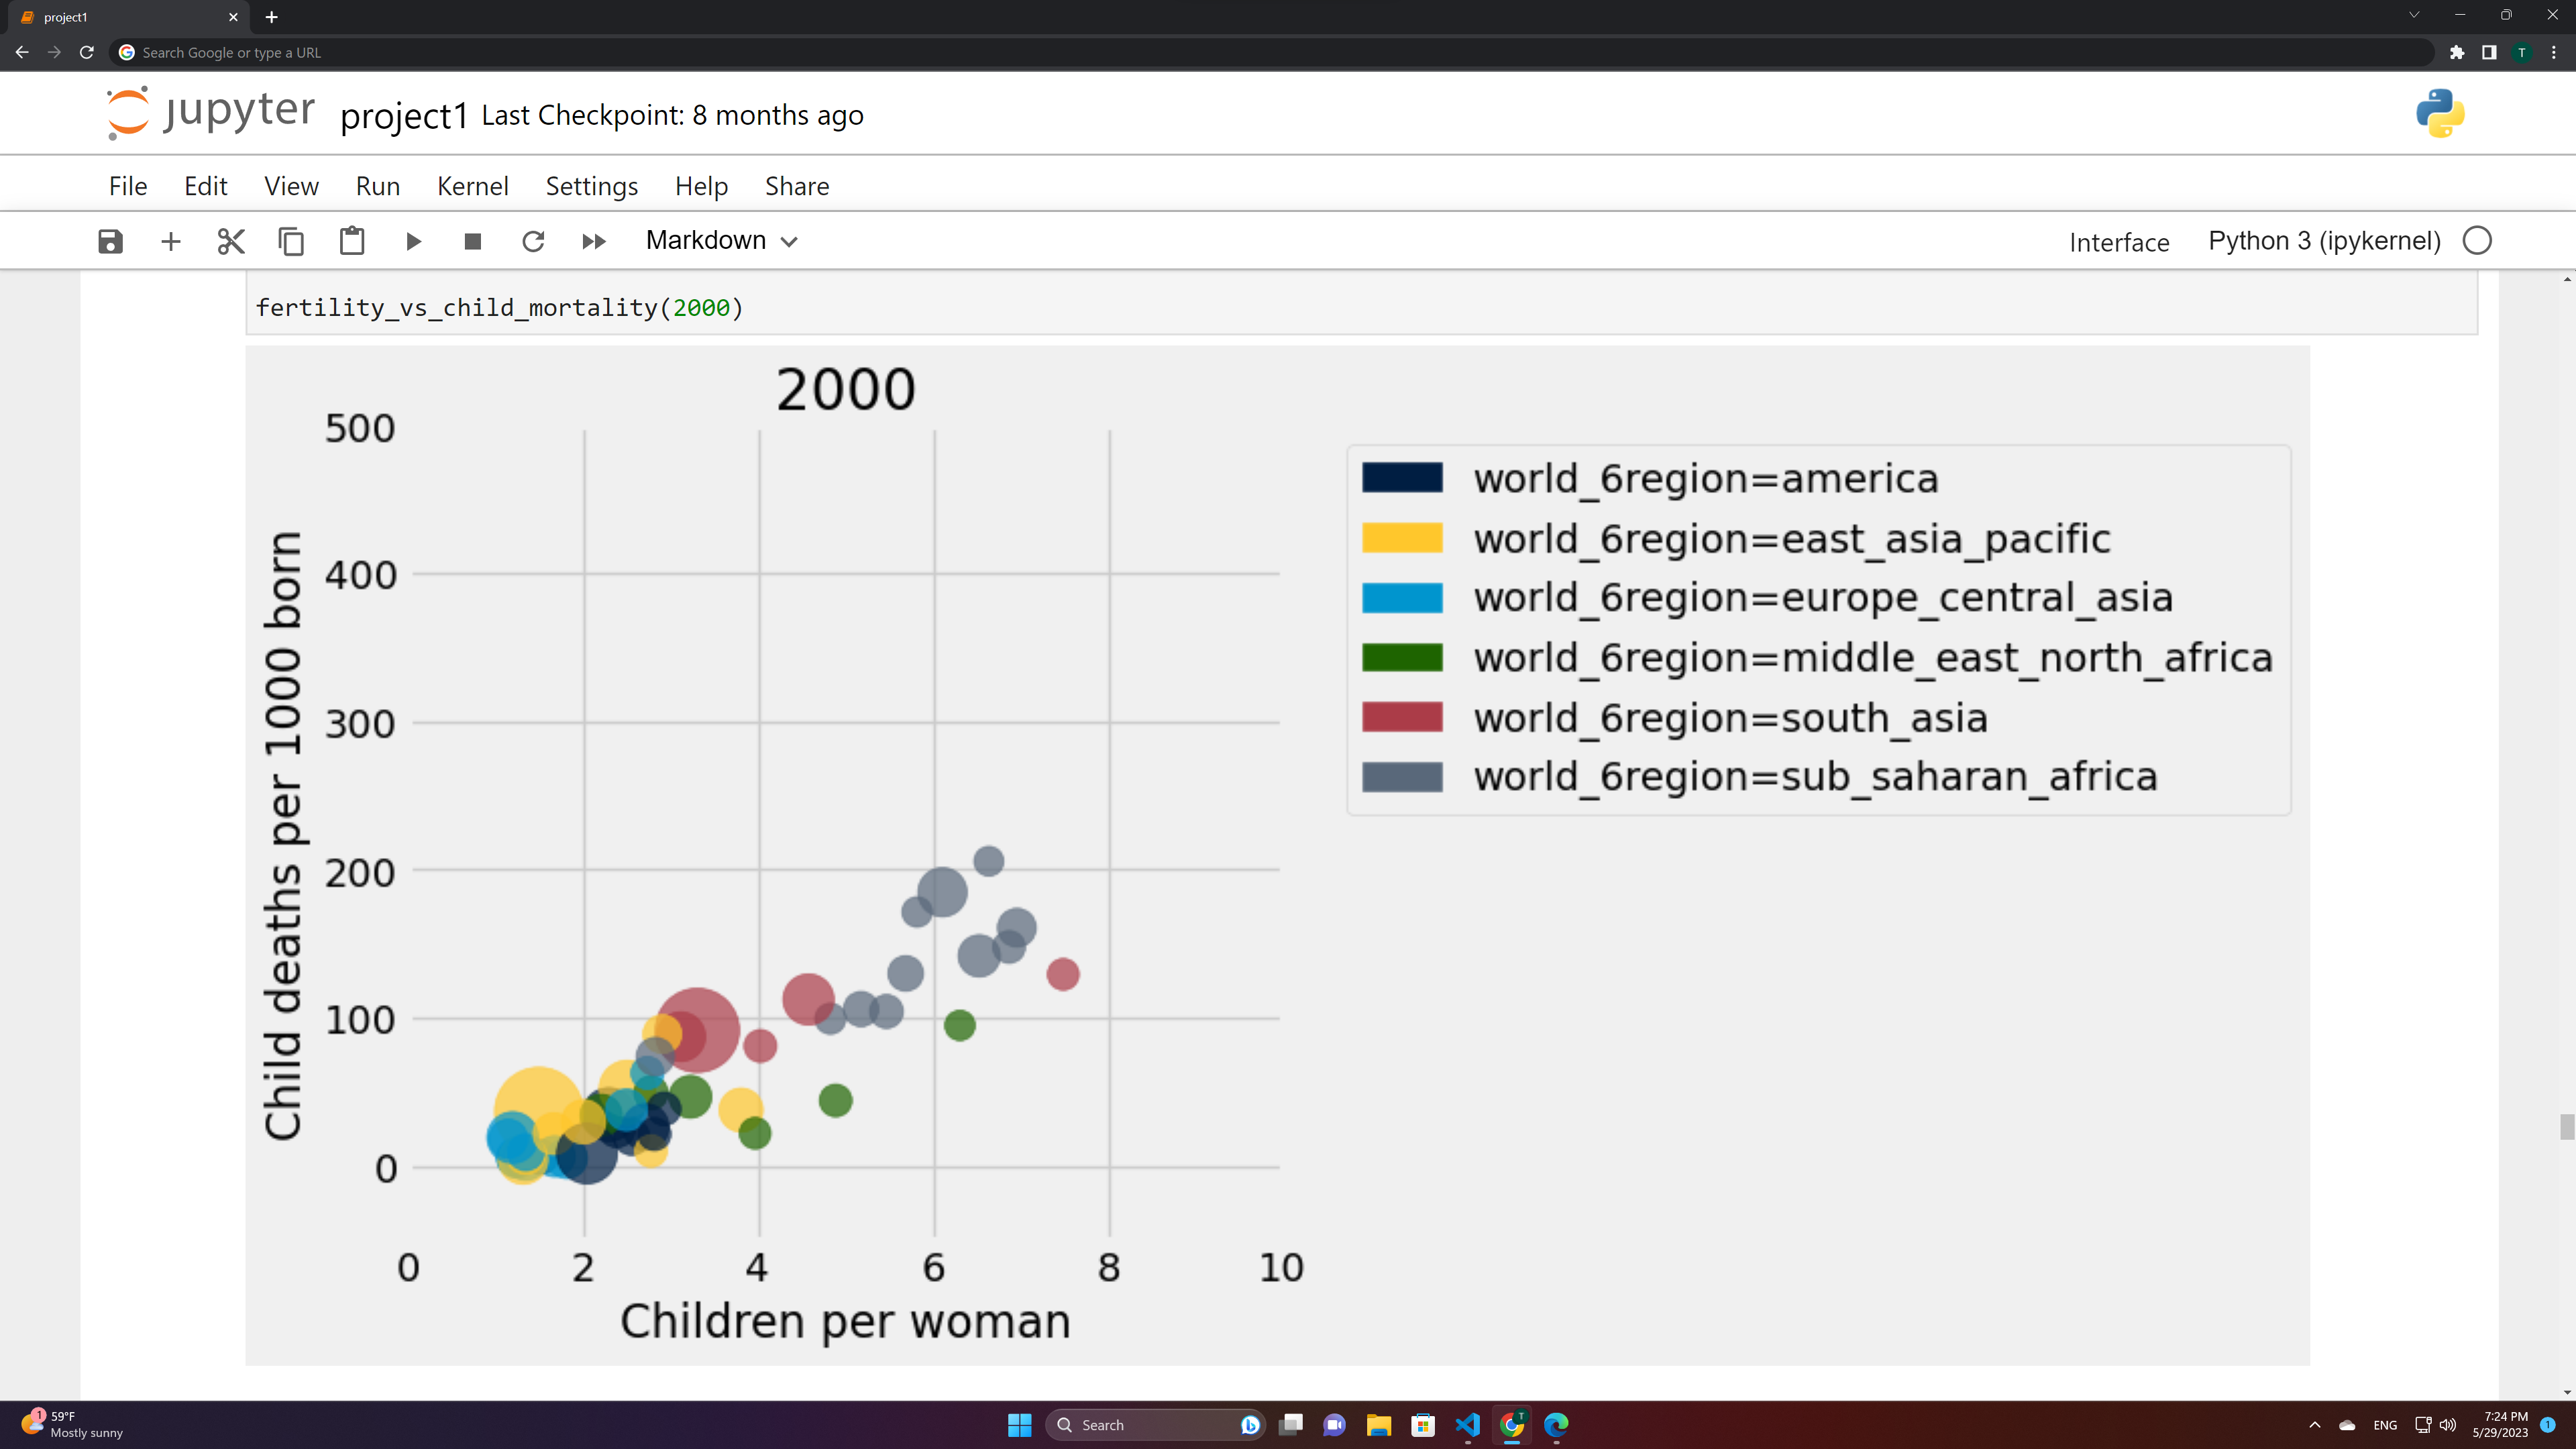 project1
Search Google or type a URL
T
jupyter project1 Last Checkpoint: 8 months ago
File Edit View Run Kernel Settings Help Share
Markdown Interface Python 3 (ipykernel)
fertility_vs_child_mortality(2000)
2000
500
400
300
200
100
0
Child deaths per 1000 born
0 2 4 6 8 10
Children per woman
world_6region=america
world_6region=east_asia_pacific
world_6region=europe_central_asia
world_6region=middle_east_north_africa
world_6region=south_asia
world_6region=sub_saharan_africa
1
59°F
Mostly sunny
Search
b
T
ENG
7:24 PM
5/29/2023
1